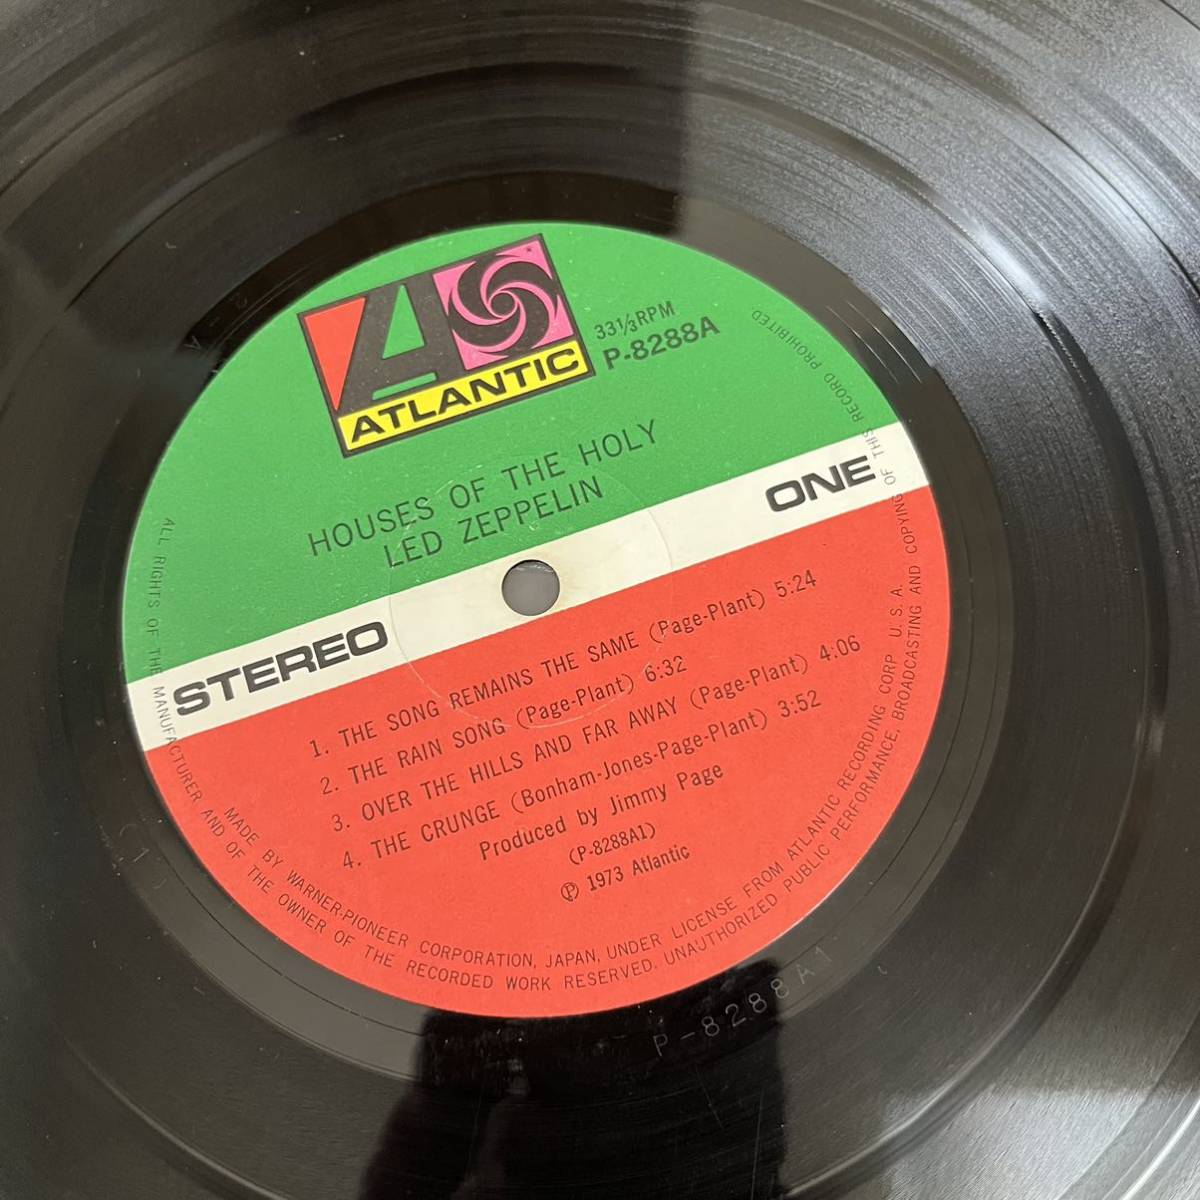 ATLANTIC
33⅓RPM
P-8288A
HOUSES OF THE HOLY
LED ZEPPELIN
STEREO
ONE
1. THE SONG REMAINS THE SAME (Page-Plant) 5:24
2. THE RAIN SONG (Page-Plant) 6:32
3. OVER THE HILLS AND FAR AWAY (Page-Plant) 4:06
4. THE CRUNGE (Bonham-Jones-Page-Plant) 3:52
Produced by Jimmy Page
(P-8288A1)
Ⓟ 1973 Atlantic
MADE BY WARNER-PIONEER CORPORATION, JAPAN, UNDER LICENSE FROM ATLANTIC RECORDING CORP U.S.A.
ALL RIGHTS OF THE MANUFACTURER AND OF THE OWNER OF THE RECORDED WORK RESERVED. UNAUTHORIZED PUBLIC PERFORMANCE, BROADCASTING AND COPYING OF THIS RECORD PROHIBITED
P-8288A1